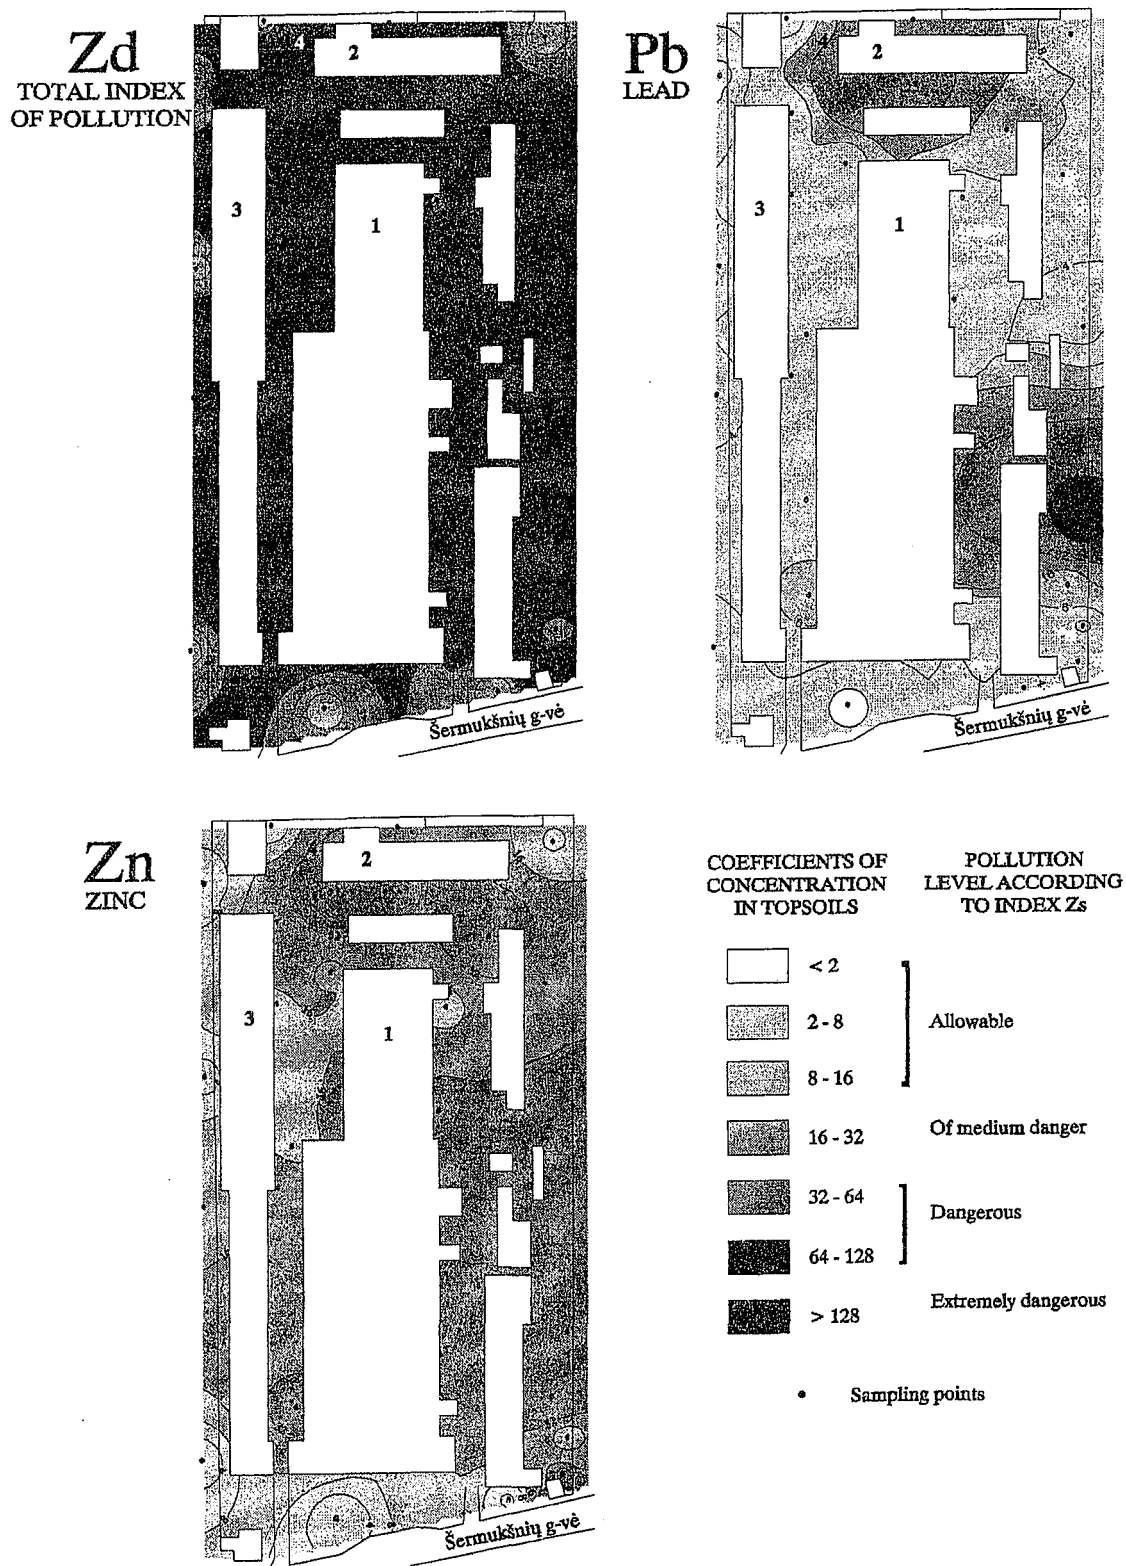 Zd
TOTAL INDEX
OF POLLUTION
4
2
3
1
Šermukšnių g-vė
Pb
LEAD
4
2
3
1
Šermukšnių g-vė
Zn
ZINC
4
2
3
1
Šermukšnių g-vė
COEFFICIENTS OF
CONCENTRATION
IN TOPSOILS
POLLUTION
LEVEL ACCORDING
TO INDEX Zs
< 2
2 - 8
Allowable
8 - 16
16 - 32
Of medium danger
32 - 64
Dangerous
64 - 128
Extremely dangerous
> 128
Sampling points